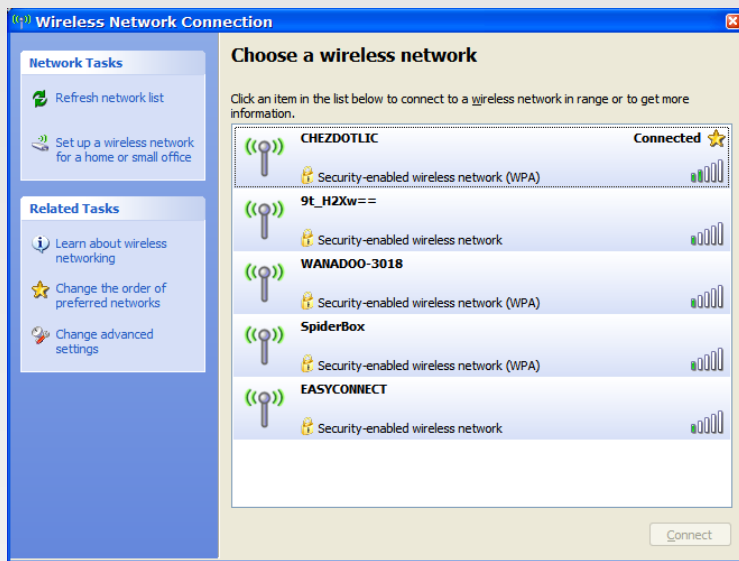 Wireless Network Connection
Network Tasks
Refresh network list
Set up a wireless network
for a home or small office
Related Tasks
Learn about wireless
networking
Change the order of
preferred networks
Change advanced
settings
Choose a wireless network
Click an item in the list below to connect to a wireless network in range or to get more
information.
CHEZDOTLIC Connected
Security-enabled wireless network (WPA)
9t_H2Xw==
Security-enabled wireless network
WANADOO-3018
Security-enabled wireless network (WPA)
SpiderBox
Security-enabled wireless network (WPA)
EASYCONNECT
Security-enabled wireless network
Connect